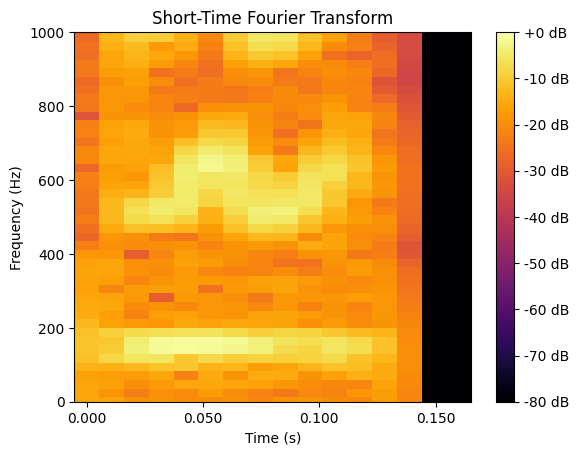 Short-Time Fourier Transform
1000
800
600
400
200
0
Frequency (Hz)
0.000
0.050
0.100
0.150
Time (s)
+0 dB
-10 dB
-20 dB
-30 dB
-40 dB
-50 dB
-60 dB
-70 dB
-80 dB